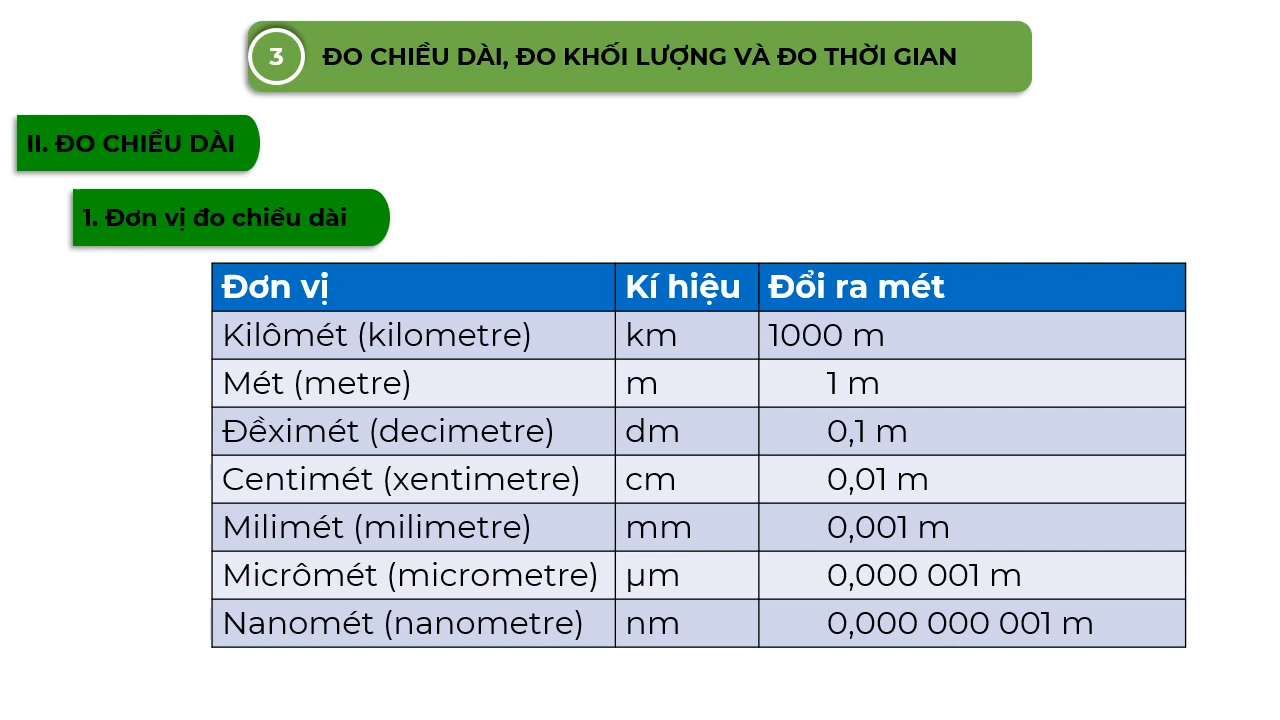 3 ĐO CHIỀU DÀI, ĐO KHỐI LƯỢNG VÀ ĐO THỜI GIAN
II. ĐO CHIỀU DÀI
1. Đơn vị đo chiều dài
Đơn vị Kí hiệu Đổi ra mét
Kilômét (kilometre) km 1000 m
Mét (metre) m 1 m
Đềximét (decimetre) dm 0,1 m
Centimét (xentimetre) cm 0,01 m
Milimét (milimetre) mm 0,001 m
Micrômét (micrometre) µm 0,000 001 m
Nanomét (nanometre) nm 0,000 000 001 m